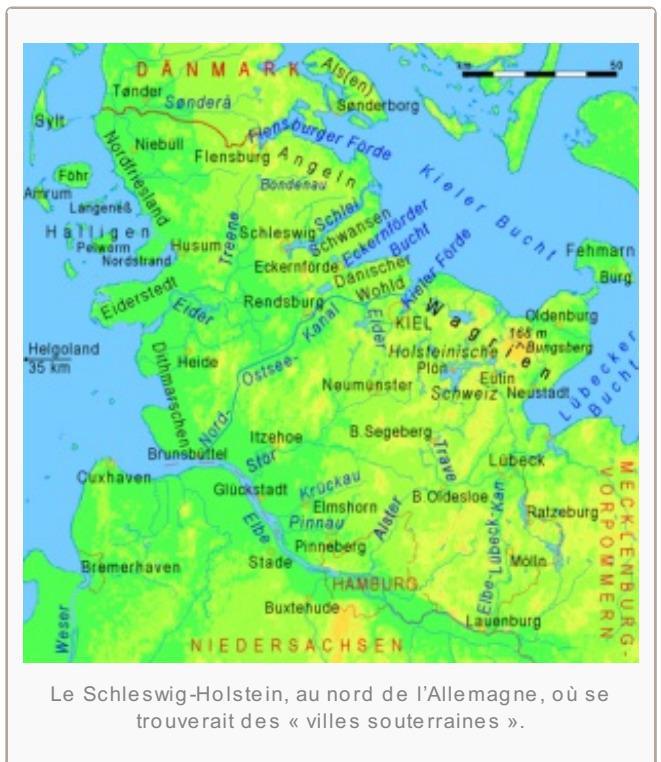 km 50
DÄNMARK
Als(en)
Tønder
Sønderå
Sønderborg
Sylt
Flensburger Förde
Niebüll
Flensburg
Angeln
Nordfriesland
Föhr
Bondenau
Kieler Bucht
Amrum
Langeneß
Schlei
Halligen
Treene
Schleswig
Schwansen
Eckernförder
Bucht
Pelworm
Husum
Nordstrand
Eckernförde
Dänischer
Wohld
Kieler Förde
Fehmarn
Burg
Eiderstedt
Eider
Rendsburg
KIEL
Wagrien
Oldenburg
168 m
Bungsberg
Helgoland
35 km
Dithmarschen
Heide
Nord-
Ostsee-
Kanal
Eider
Holsteinische
Schweiz
Plön
Eutin
Neumünster
Neustadt
Lübecker
Bucht
Itzehoe
B.Segeberg
Brunsbüttel
Stör
Trave
Lübeck
Cuxhaven
Glückstadt
Krückau
B.Oldesloe
Elmshorn
Ratzeburg
Elbe
Pinnau
Alster
Pinneberg
Elbe-Lübeck-Kan
MECKLENBURG-
VORPOMMERN
Bremerhaven
Stade
Mölln
HAMBURG
Buxtehude
Lauenburg
Weser
NIEDERSACHSEN
Le Schleswig-Holstein, au nord de l’Allemagne, où se
trouverait des « villes souterraines ».